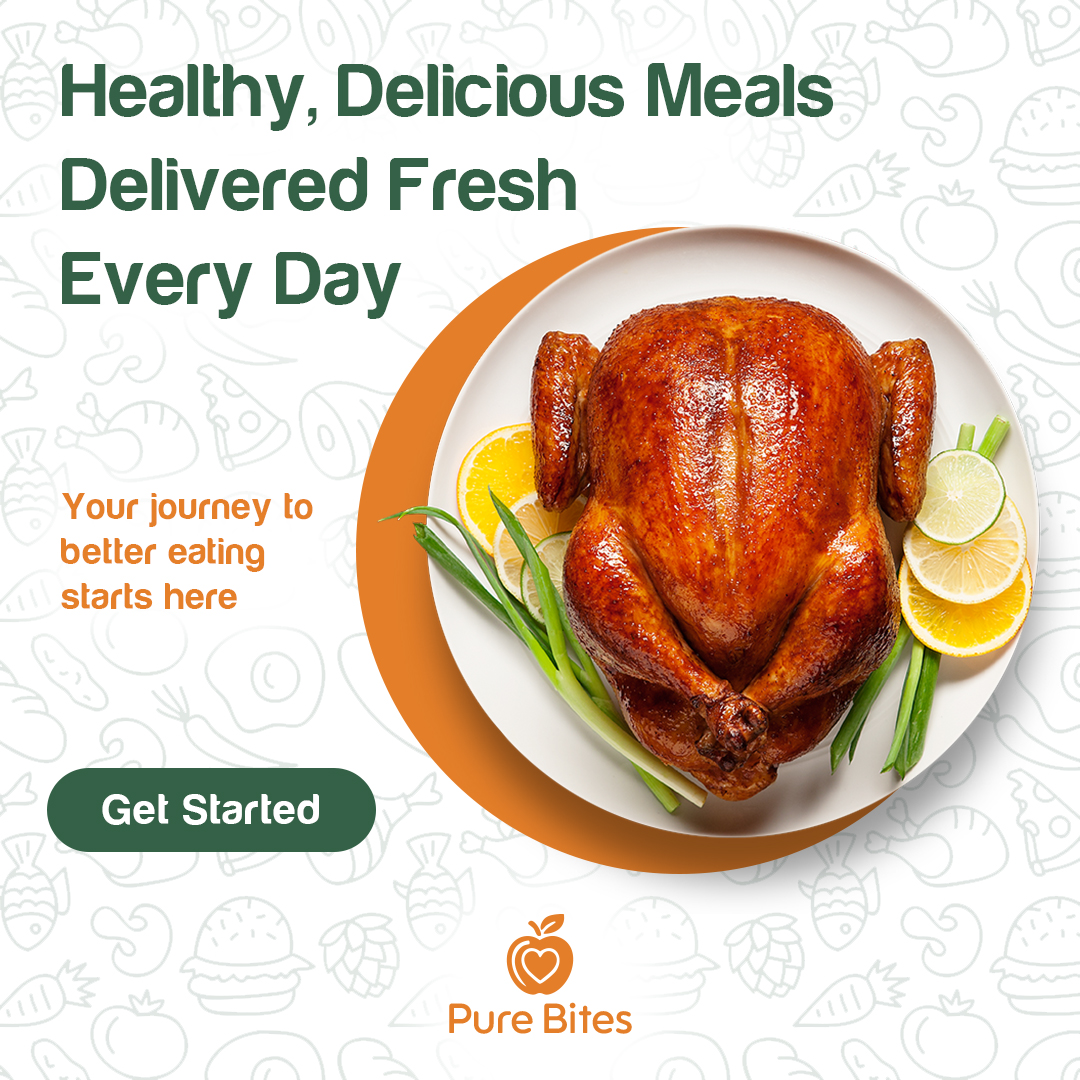 Healthy, Delicious Meals
Delivered Fresh
Every Day
Your journey to
better eating
starts here
Get Started
Pure Bites